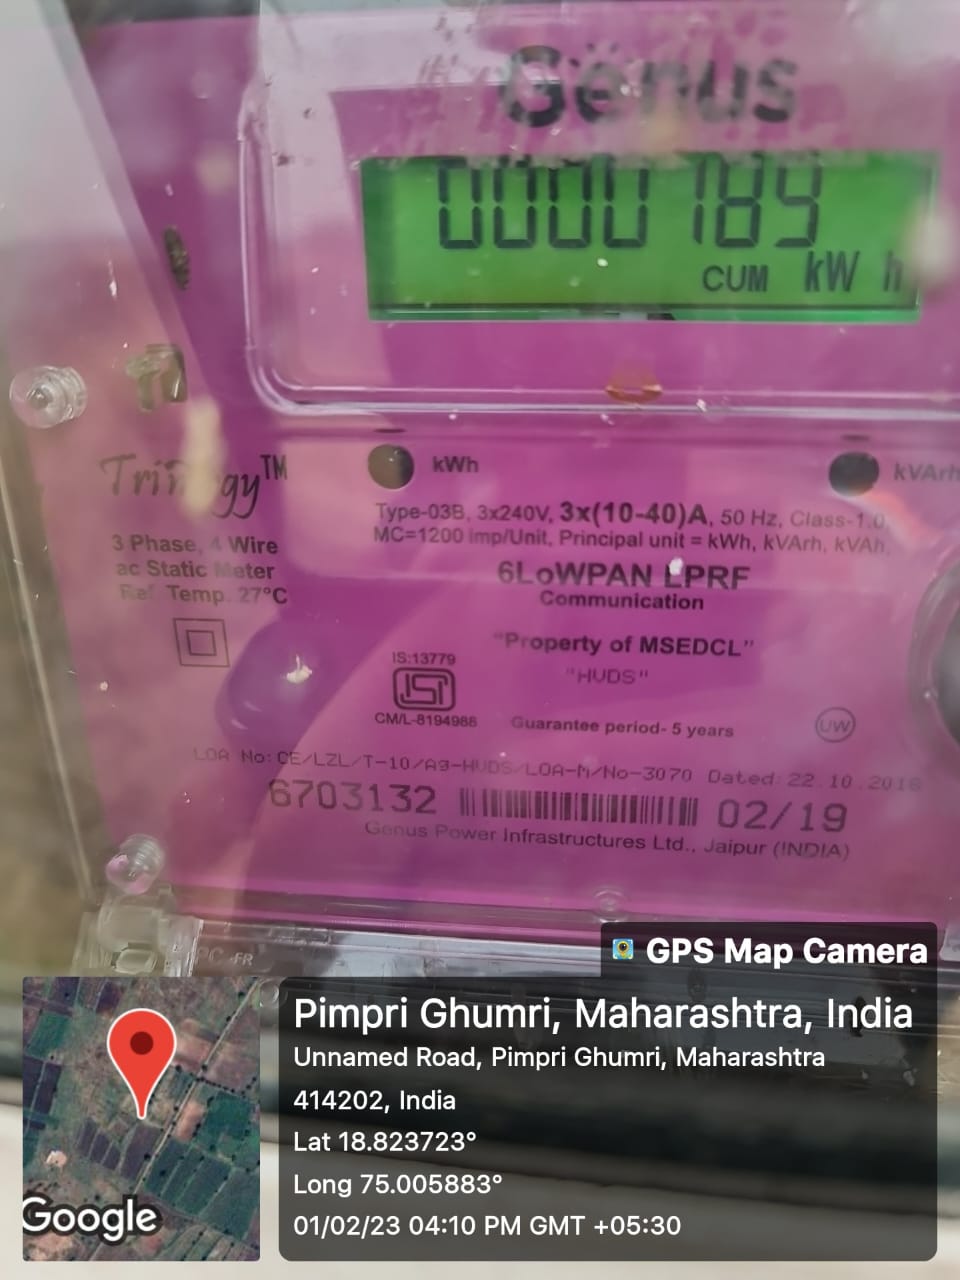 Genus
0000789
CUM kW h
TrinergyTM
kWh
kVArh
Type-03B, 3x240V, 3x(10-40)A, 50 Hz, Class-1.0,
MC=1200 imp/Unit, Principal unit = kWh, kVArh, kVAh,
3 Phase, 4 Wire
ac Static Meter
Ref. Temp. 27°C
6LoWPAN LPRF
Communication
"Property of MSEDCL"
"HVDS"
IS:13779
CM/L-8194988
Guarantee period- 5 years
UW
LOA No: CE/LZL/T-10/A9-HVDS/LOA-M/No-3070 Dated: 22.10.2018
6703132 02/19
Genus Power Infrastructures Ltd., Jaipur (INDIA)
GPS Map Camera
Pimpri Ghumri, Maharashtra, India
Unnamed Road, Pimpri Ghumri, Maharashtra
414202, India
Lat 18.823723°
Long 75.005883°
01/02/23 04:10 PM GMT +05:30
Google